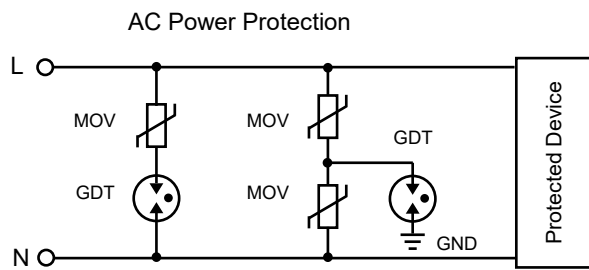 AC Power Protection
L
MOV
MOV
GDT
GDT
MOV
GND
N
Protected Device